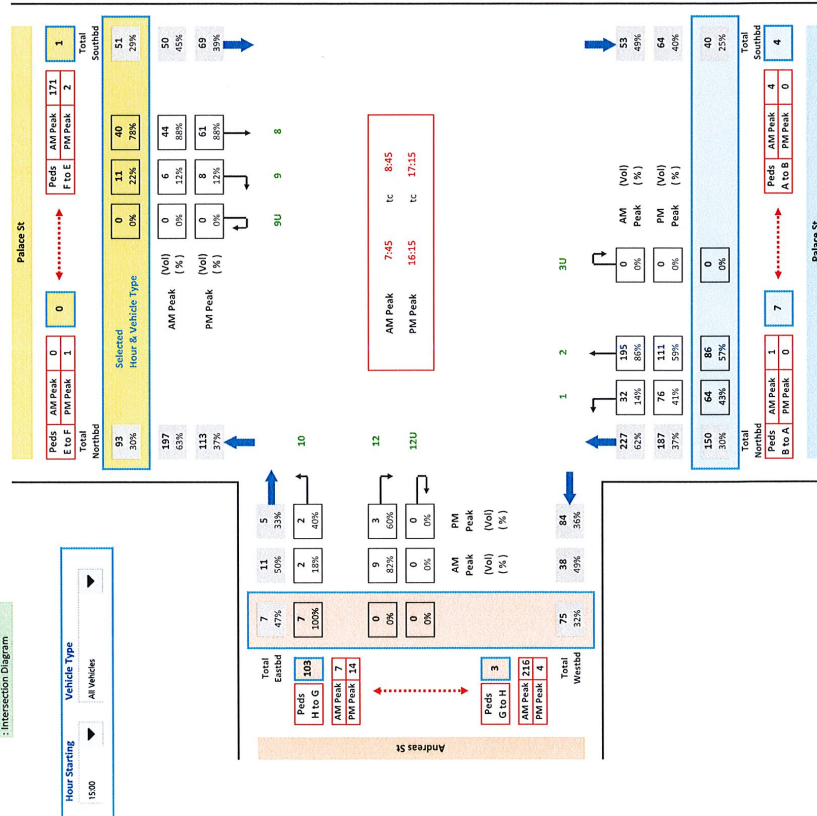 : Intersection Diagram
Hour Starting
Vehicle Type
15:00
All Vehicles
Palace St
Peds AM Peak 0
E to F PM Peak 1
0
Peds AM Peak 171
F to E PM Peak 2
1
Total
Northbd
Total
Southbd
93
30%
Selected
Hour & Vehicle Type
0
0%
11
22%
40
78%
51
29%
197
63%
AM Peak
(Vol)
(%)
0
0%
6
12%
44
88%
50
45%
113
37%
PM Peak
(Vol)
(%)
0
0%
8
12%
61
88%
69
39%
9U 9 8
Andreas St
Peds
H to G
103
AM Peak 7
PM Peak 14
Total
Eastbd
7
47%
11
50%
5
33%
7
100%
2
18%
2
40%
10
0
0%
9
82%
3
60%
12
0
0%
0
0%
0
0%
12U
AM
Peak
(Vol)
(%)
PM
Peak
(Vol)
(%)
Peds
G to H
3
AM Peak 216
PM Peak 4
Total
Westbd
75
32%
38
49%
84
36%
AM Peak 7:45 tc 8:45
PM Peak 16:15 tc 17:15
1 2 3U
227
62%
32
14%
195
86%
0
0%
AM
Peak
(Vol)
(%)
53
49%
187
37%
76
41%
111
59%
0
0%
PM
Peak
(Vol)
(%)
64
40%
150
30%
64
43%
86
57%
0
0%
40
25%
Total
Northbd
Total
Southbd
Peds AM Peak 1
B to A PM Peak 0
7
Peds AM Peak 4
A to B PM Peak 0
4
Palace St